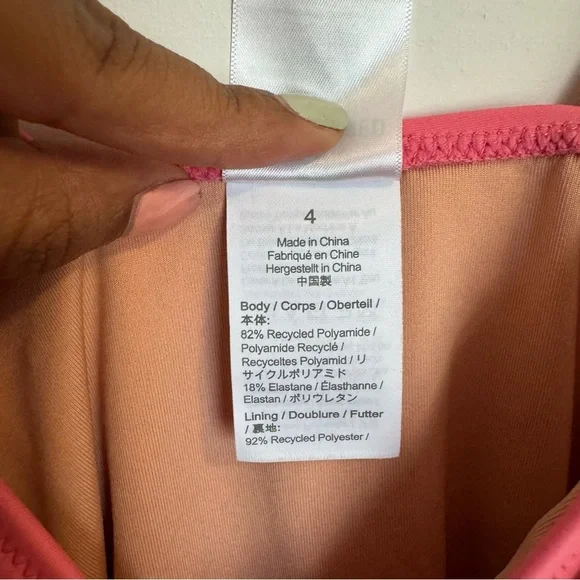 4
Made in China
Fabriqué en Chine
Hergestellt in China
中国製
Body / Corps / Oberteil /
本体:
82% Recycled Polyamide /
Polyamide Recyclé /
Recyceltes Polyamid / リ
サイクルポリアミド
18% Elastane / Élasthanne /
Elastan / ポリウレタン
Lining / Doublure / Futter
/ 裏地:
92% Recycled Polyester /